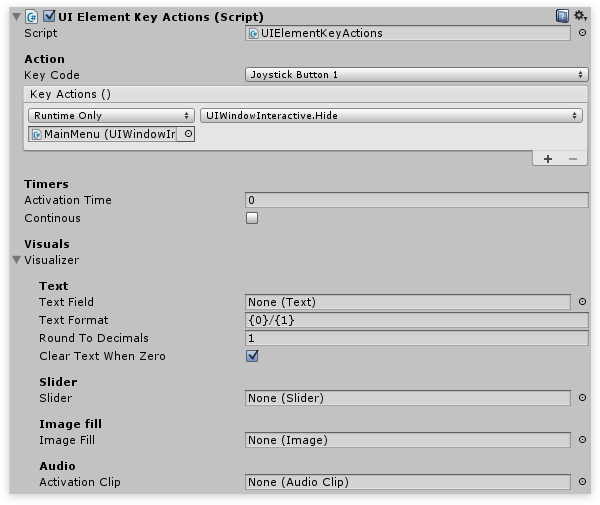 UI Element Key Actions (Script)
Script UIElementKeyActions
Action
Key Code Joystick Button 1
Key Actions ()
Runtime Only UIWindowInteractive.Hide
MainMenu (UIWindowIr
Timers
Activation Time 0
Continous
Visuals
Visualizer
Text
Text Field None (Text)
Text Format {0}/{1}
Round To Decimals 1
Clear Text When Zero
Slider
Slider None (Slider)
Image fill
Image Fill None (Image)
Audio
Activation Clip None (Audio Clip)